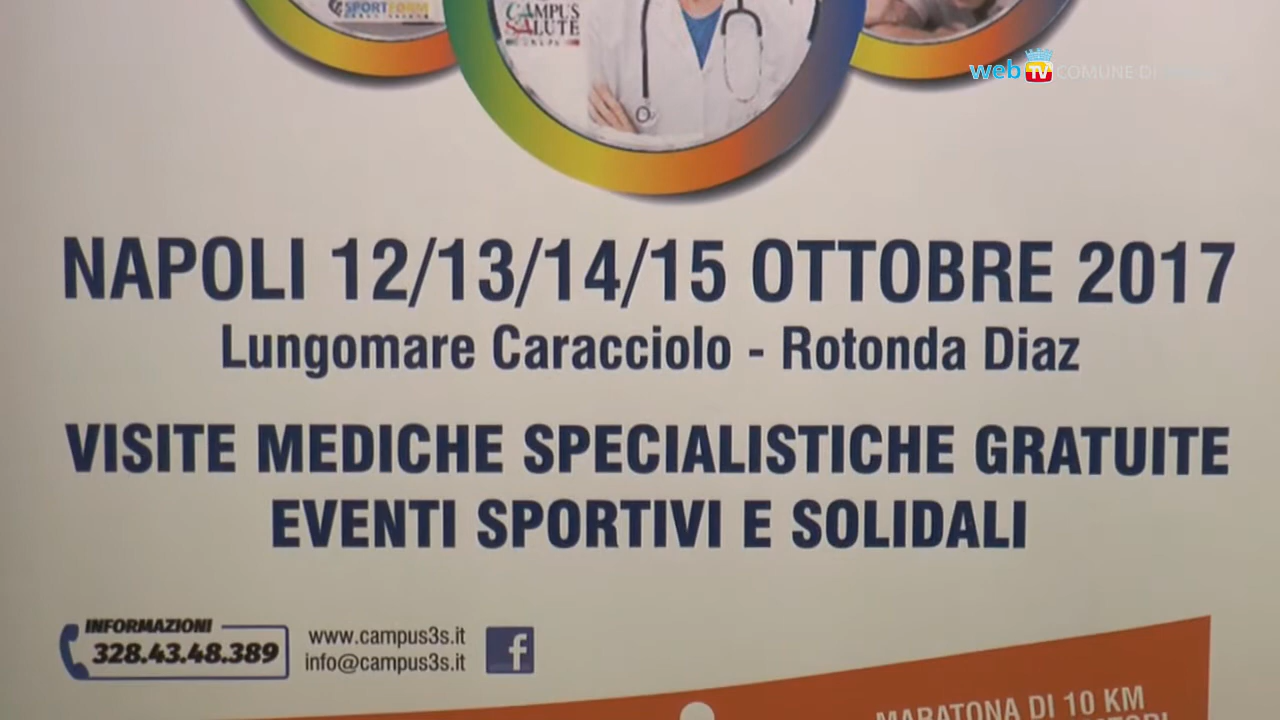 SPORTFORM
CAMPUS
SALUTE
web TV COMUNE DI
NAPOLI 12/13/14/15 OTTOBRE 2017
Lungomare Caracciolo - Rotonda Diaz
VISITE MEDICHE SPECIALISTICHE GRATUITE
EVENTI SPORTIVI E SOLIDALI
INFORMAZIONI
328.43.48.389
www.campus3s.it
info@campus3s.it
f
MARATONA DI 10 KM